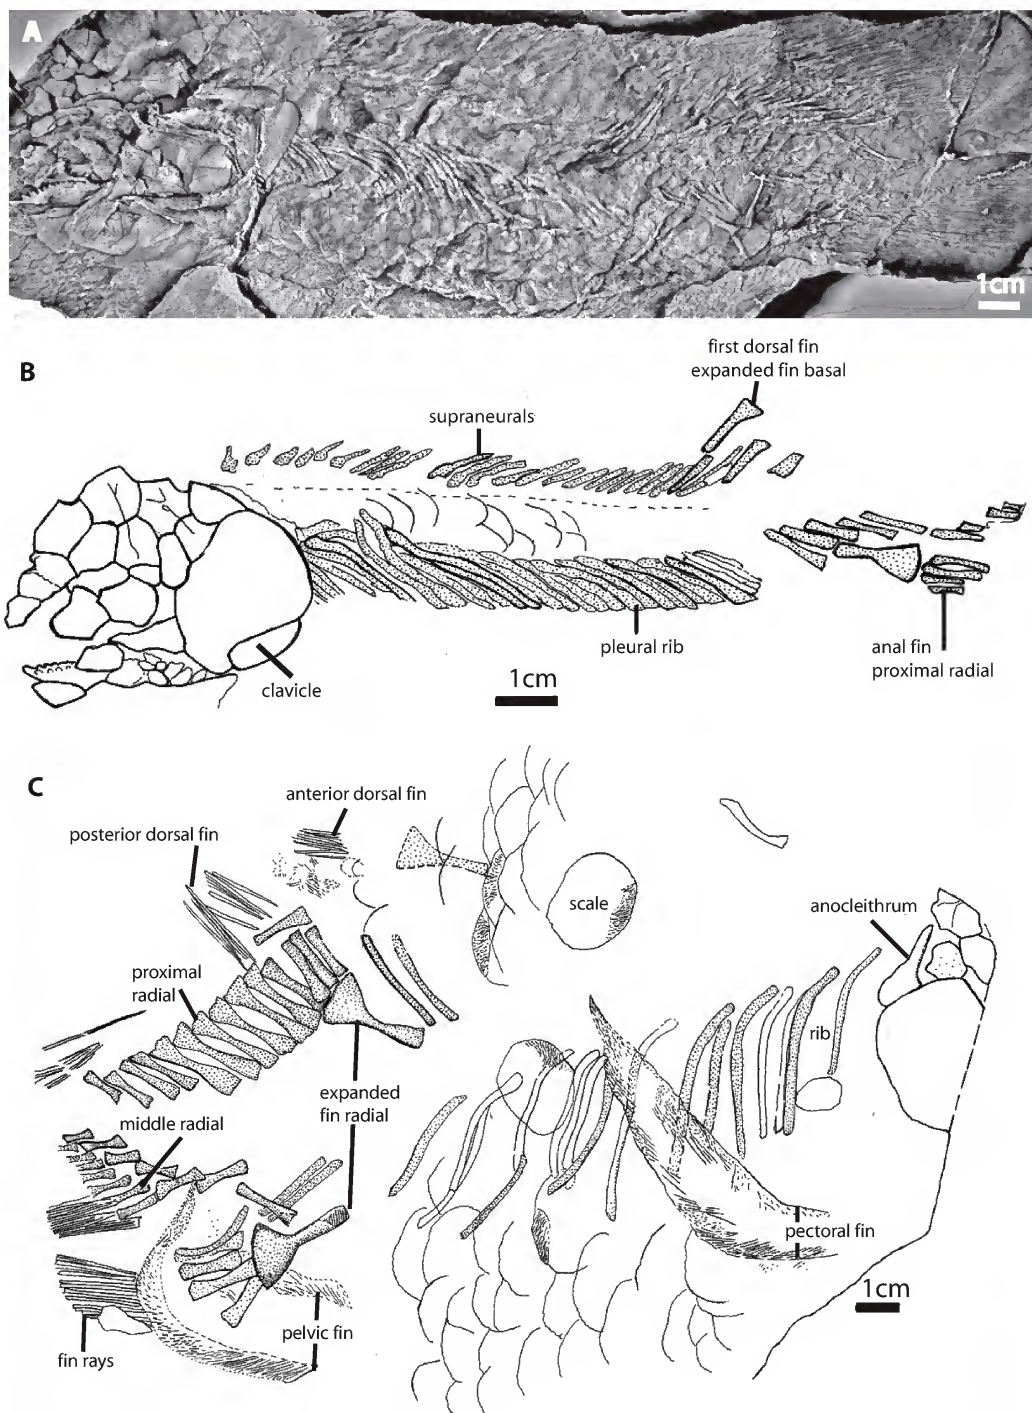 A
1cm
B
first dorsal fin
expanded fin basal
supraneurals
pleural rib
anal fin
proximal radial
clavicle
1cm
C
anterior dorsal fin
posterior dorsal fin
scale
anocleithrum
proximal
radial
rib
expanded
fin radial
middle radial
pectoral fin
1cm
pelvic fin
fin rays